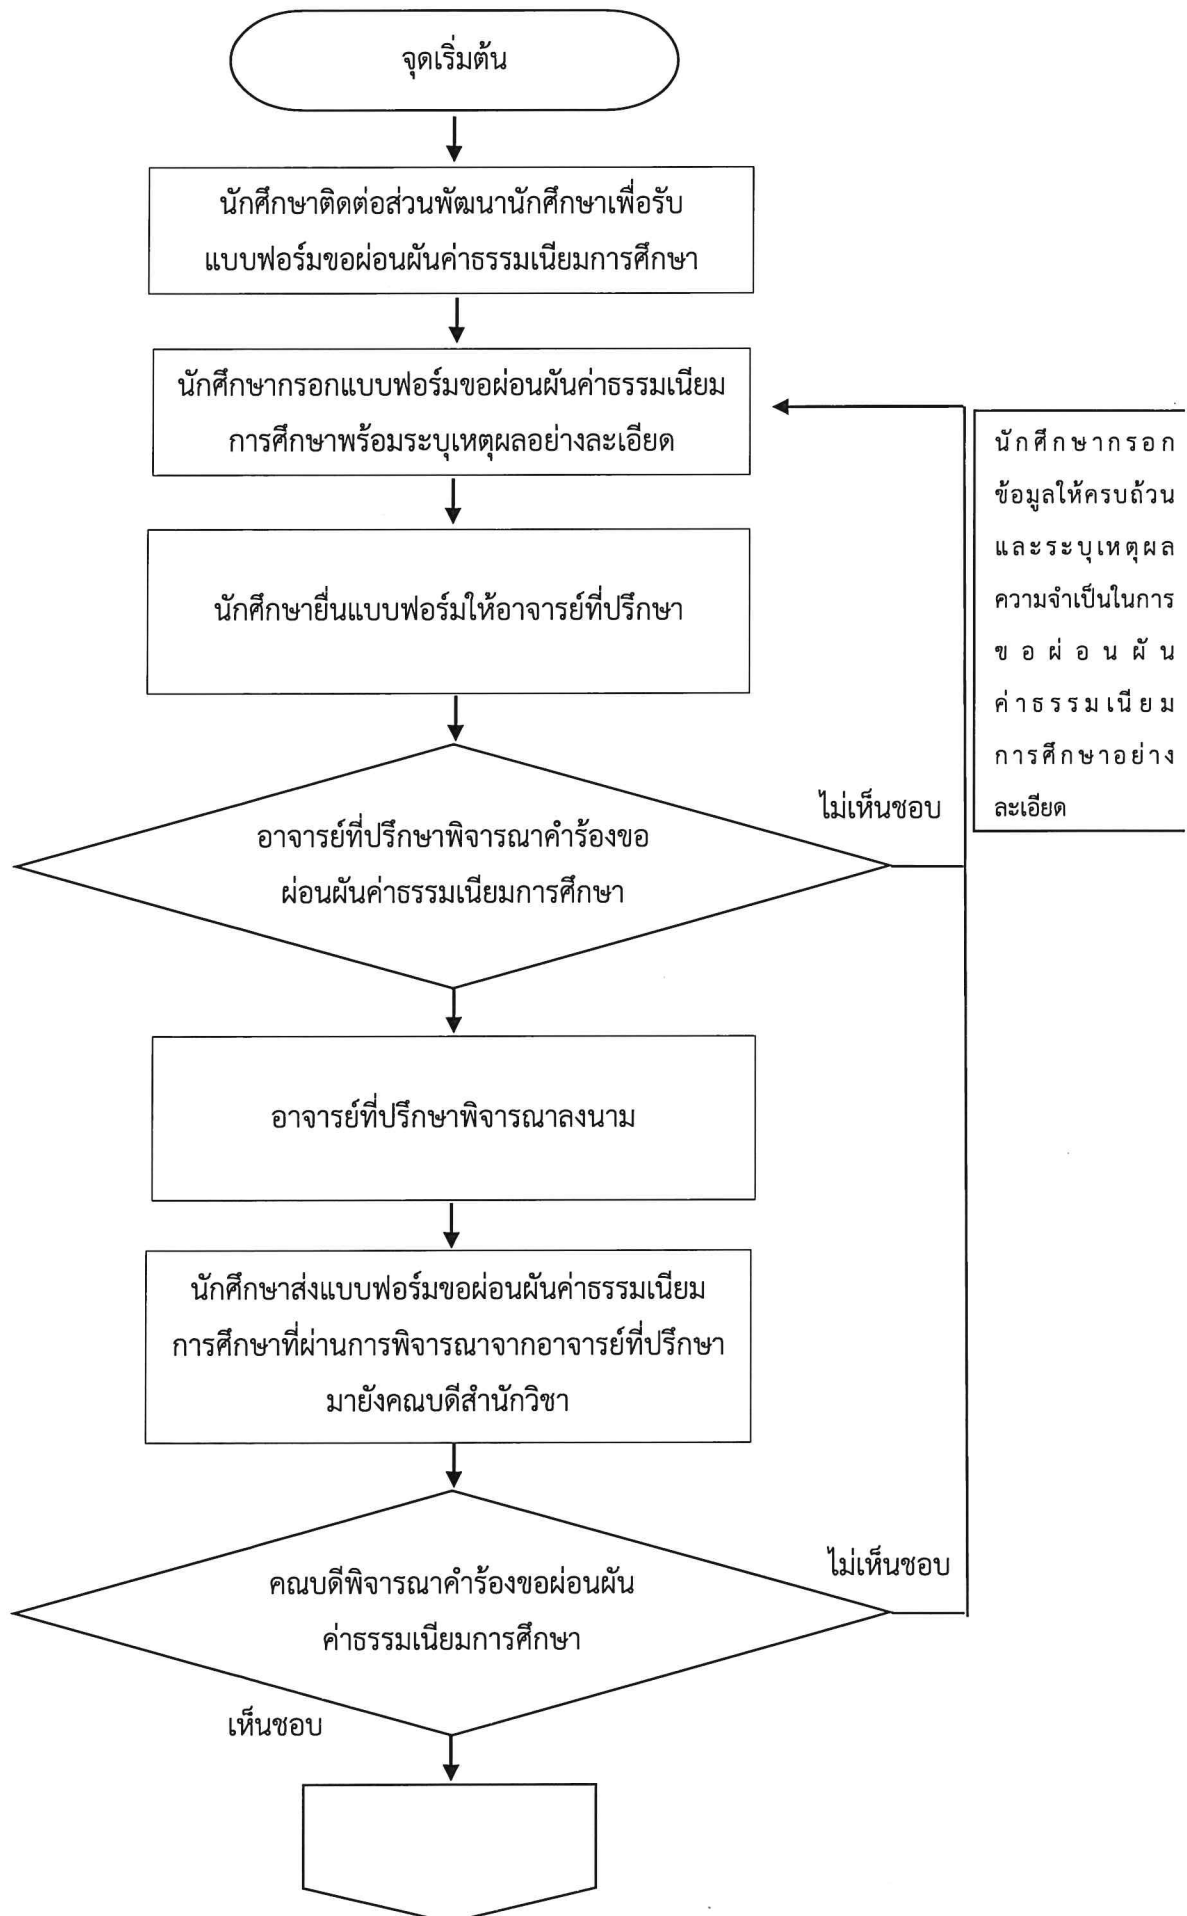 จุดเริ่มต้น
นักศึกษาติดต่อส่วนพัฒนานักศึกษาเพื่อรับ
แบบฟอร์มขอผ่อนผันค่าธรรมเนียมการศึกษา
นักศึกษากรอกแบบฟอร์มขอผ่อนผันค่าธรรมเนียม
การศึกษาพร้อมระบุเหตุผลอย่างละเอียด
นักศึกษากรอก
ข้อมูลให้ครบถ้วน
และระบุเหตุผล
ความจำเป็นในการ
ขอผ่อนผัน
ค่าธรรมเนียม
การศึกษาอย่าง
ละเอียด
นักศึกษายื่นแบบฟอร์มให้อาจารย์ที่ปรึกษา
ไม่เห็นชอบ
อาจารย์ที่ปรึกษาพิจารณาคำร้องขอ
ผ่อนผันค่าธรรมเนียมการศึกษา
อาจารย์ที่ปรึกษาพิจารณาลงนาม
นักศึกษาส่งแบบฟอร์มขอผ่อนผันค่าธรรมเนียม
การศึกษาที่ผ่านการพิจารณาจากอาจารย์ที่ปรึกษา
มายังคณบดีสำนักวิชา
ไม่เห็นชอบ
คณบดีพิจารณาคำร้องขอผ่อนผัน
ค่าธรรมเนียมการศึกษา
เห็นชอบ